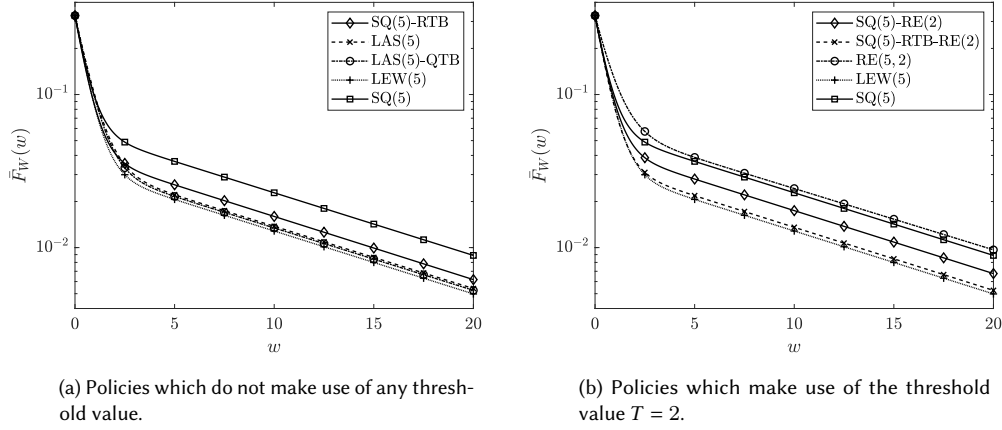 SQ(5)-RTB
LAS(5)
LAS(5)-QTB
LEW(5)
SQ(5)
10⁻¹
10⁻²
F̄_W(w)
0 5 10 15 20
w
(a) Policies which do not make use of any thresh-
old value.
SQ(5)-RE(2)
SQ(5)-RTB-RE(2)
RE(5, 2)
LEW(5)
SQ(5)
10⁻¹
10⁻²
F̄_W(w)
0 5 10 15 20
w
(b) Policies which make use of the threshold
value T = 2.